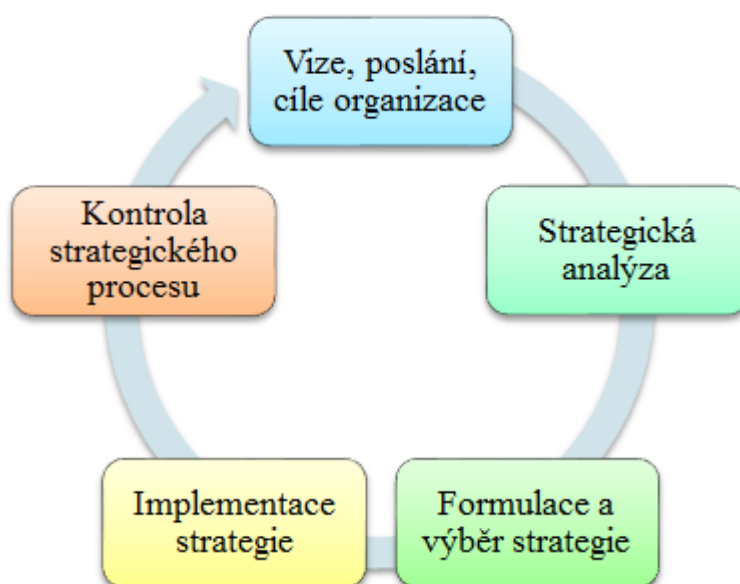 Vize, poslání,
cíle organizace
Strategická
analýza
Formulace a
výběr strategie
Implementace
strategie
Kontrola
strategického
procesu